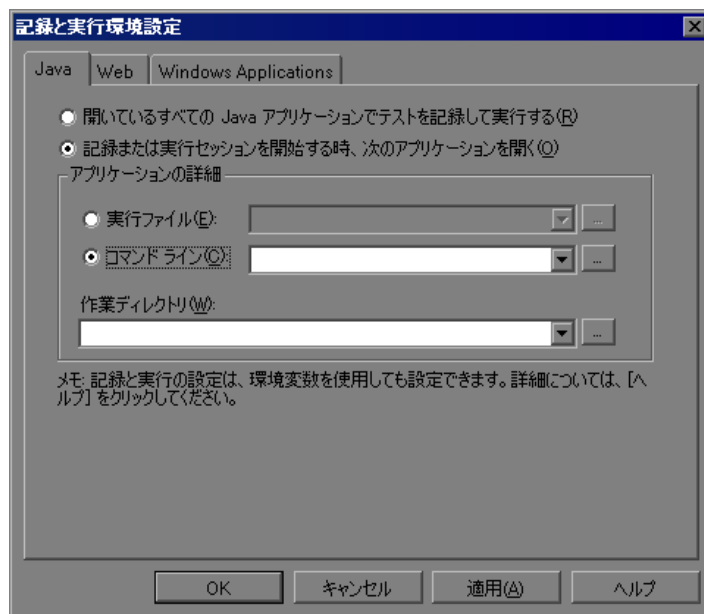 記録と実行環境設定
Java Web Windows Applications
開いているすべての Java アプリケーションでテストを記録して実行する(R)
記録または実行セッションを開始する時、次のアプリケーションを開く(O)
アプリケーションの詳細
実行ファイル(E): ...
コマンド ライン(C): ...
作業ディレクトリ(W):
...
メモ: 記録と実行の設定は、環境変数を使用しても設定できます。詳細については、[ヘ
ルプ] をクリックしてください。
OK キャンセル 適用(A) ヘルプ